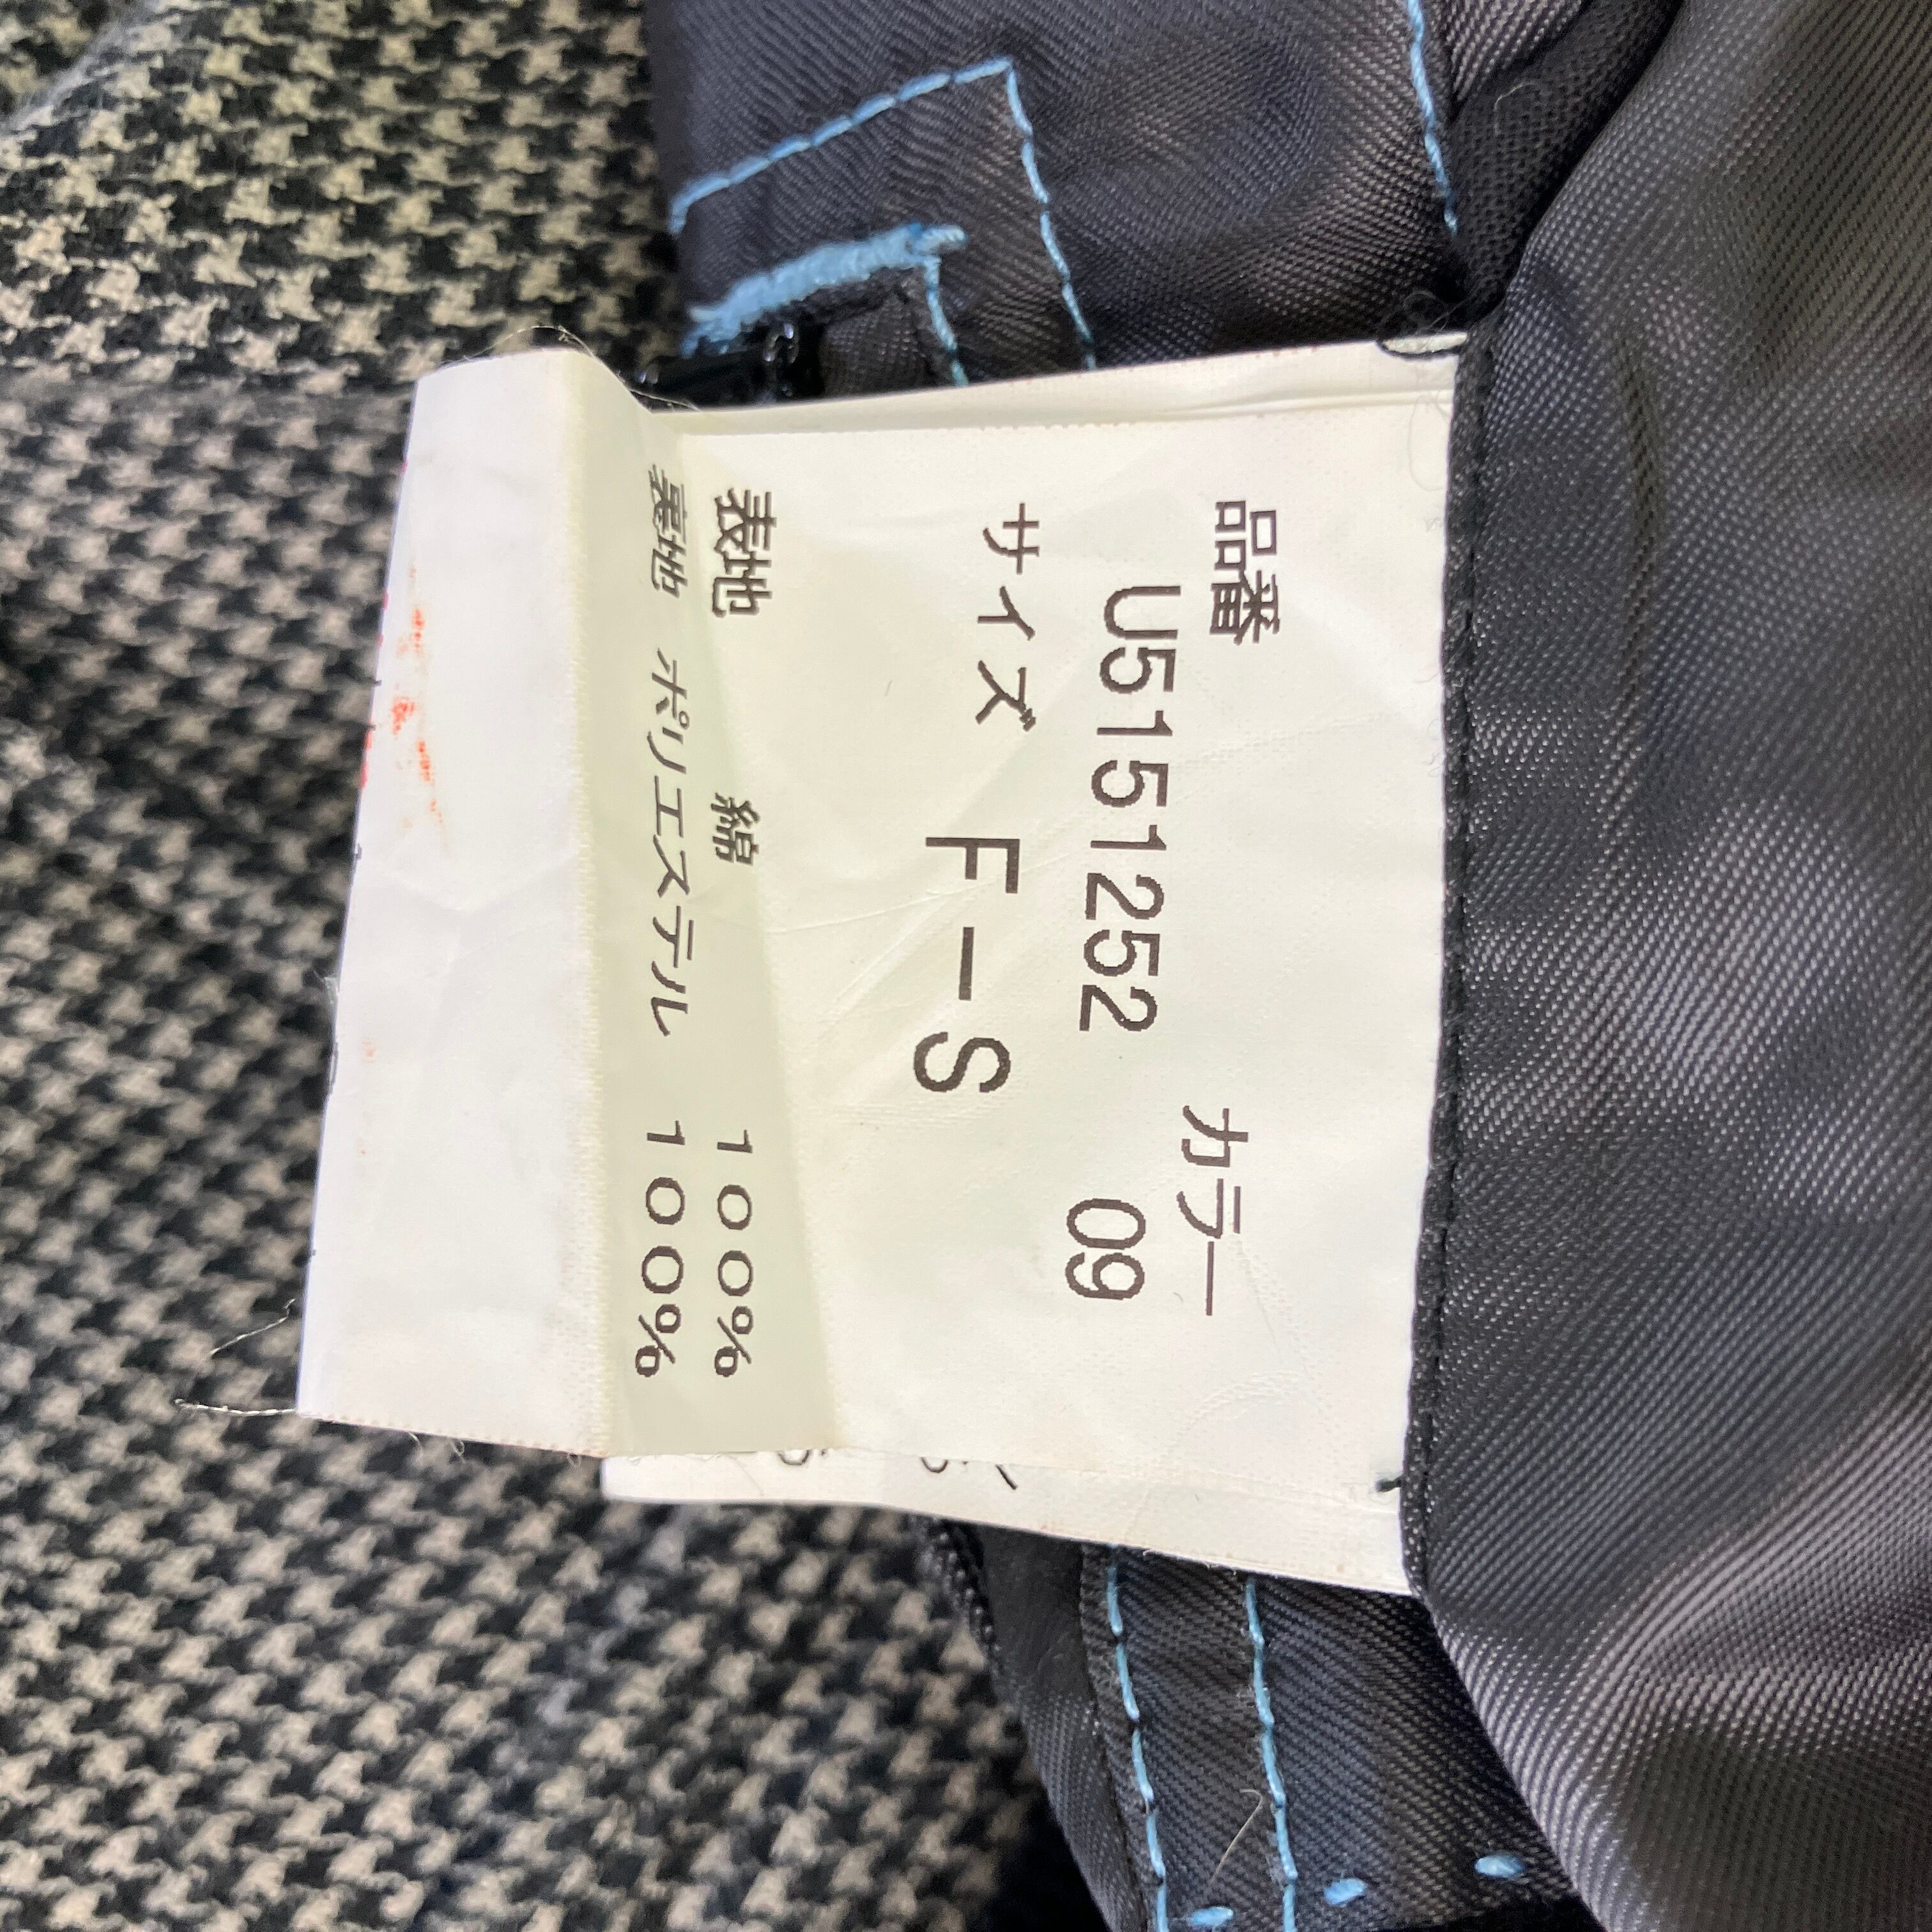 品番 カラー
U5151252 09
サイズ F-S
表地 綿 100%
裏地 ポリエステル 100%